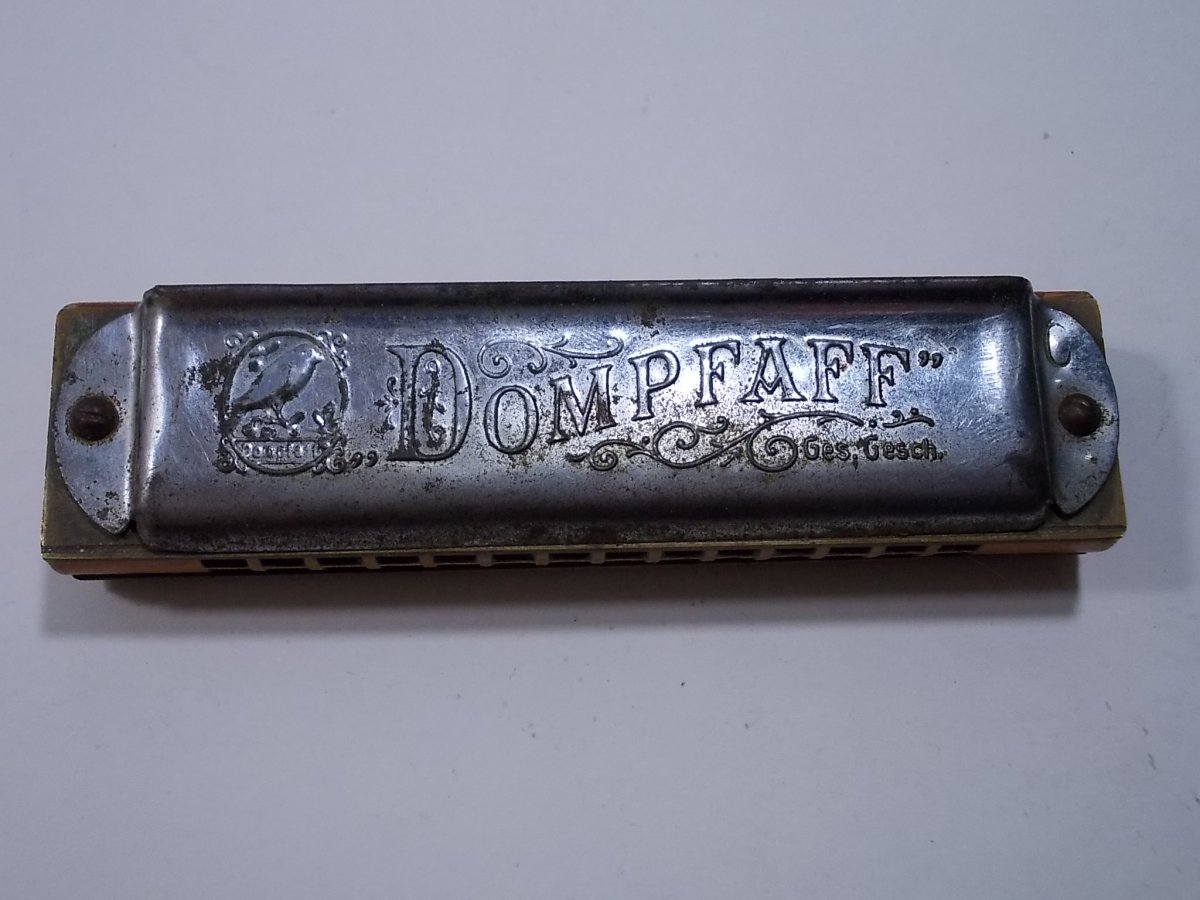 „DOMPFAFF”
Ges. Gesch.
C